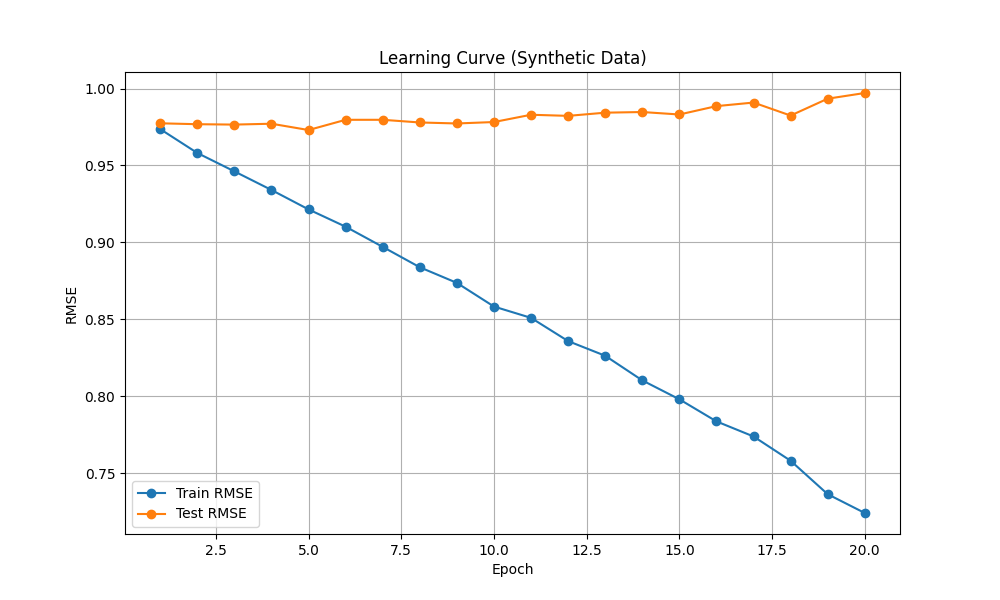 Learning Curve (Synthetic Data)
1.00
0.95
0.90
0.85
0.80
0.75
RMSE
Train RMSE
Test RMSE
2.5 5.0 7.5 10.0 12.5 15.0 17.5 20.0
Epoch